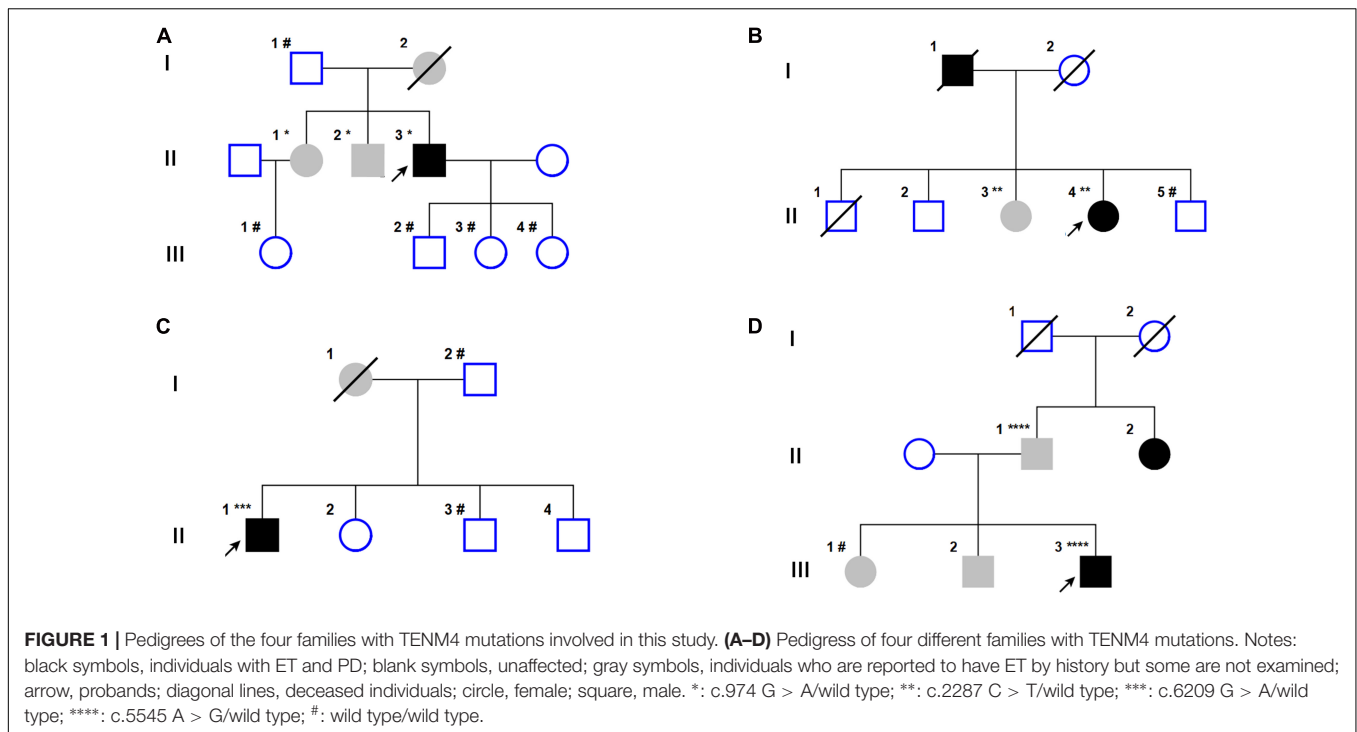 A
B
1 #
2
1
2
I
I
1 *
2 *
3 *
II
1
2
3 **
4 **
5 #
II
1 #
2 #
3 #
4 #
III
C
D
1
2
I
1
2 #
I
1 ****
2
II
1 ***
2
3 #
4
II
1 #
2
3 ****
III
FIGURE 1 | Pedigrees of the four families with TENM4 mutations involved in this study. (A–D) Pedigress of four different families with TENM4 mutations. Notes:
black symbols, individuals with ET and PD; blank symbols, unaffected; gray symbols, individuals who are reported to have ET by history but some are not examined;
arrow, probands; diagonal lines, deceased individuals; circle, female; square, male. *: c.974 G > A/wild type; **: c.2287 C > T/wild type; ***: c.6209 G > A/wild
type; ****: c.5545 A > G/wild type; #: wild type/wild type.